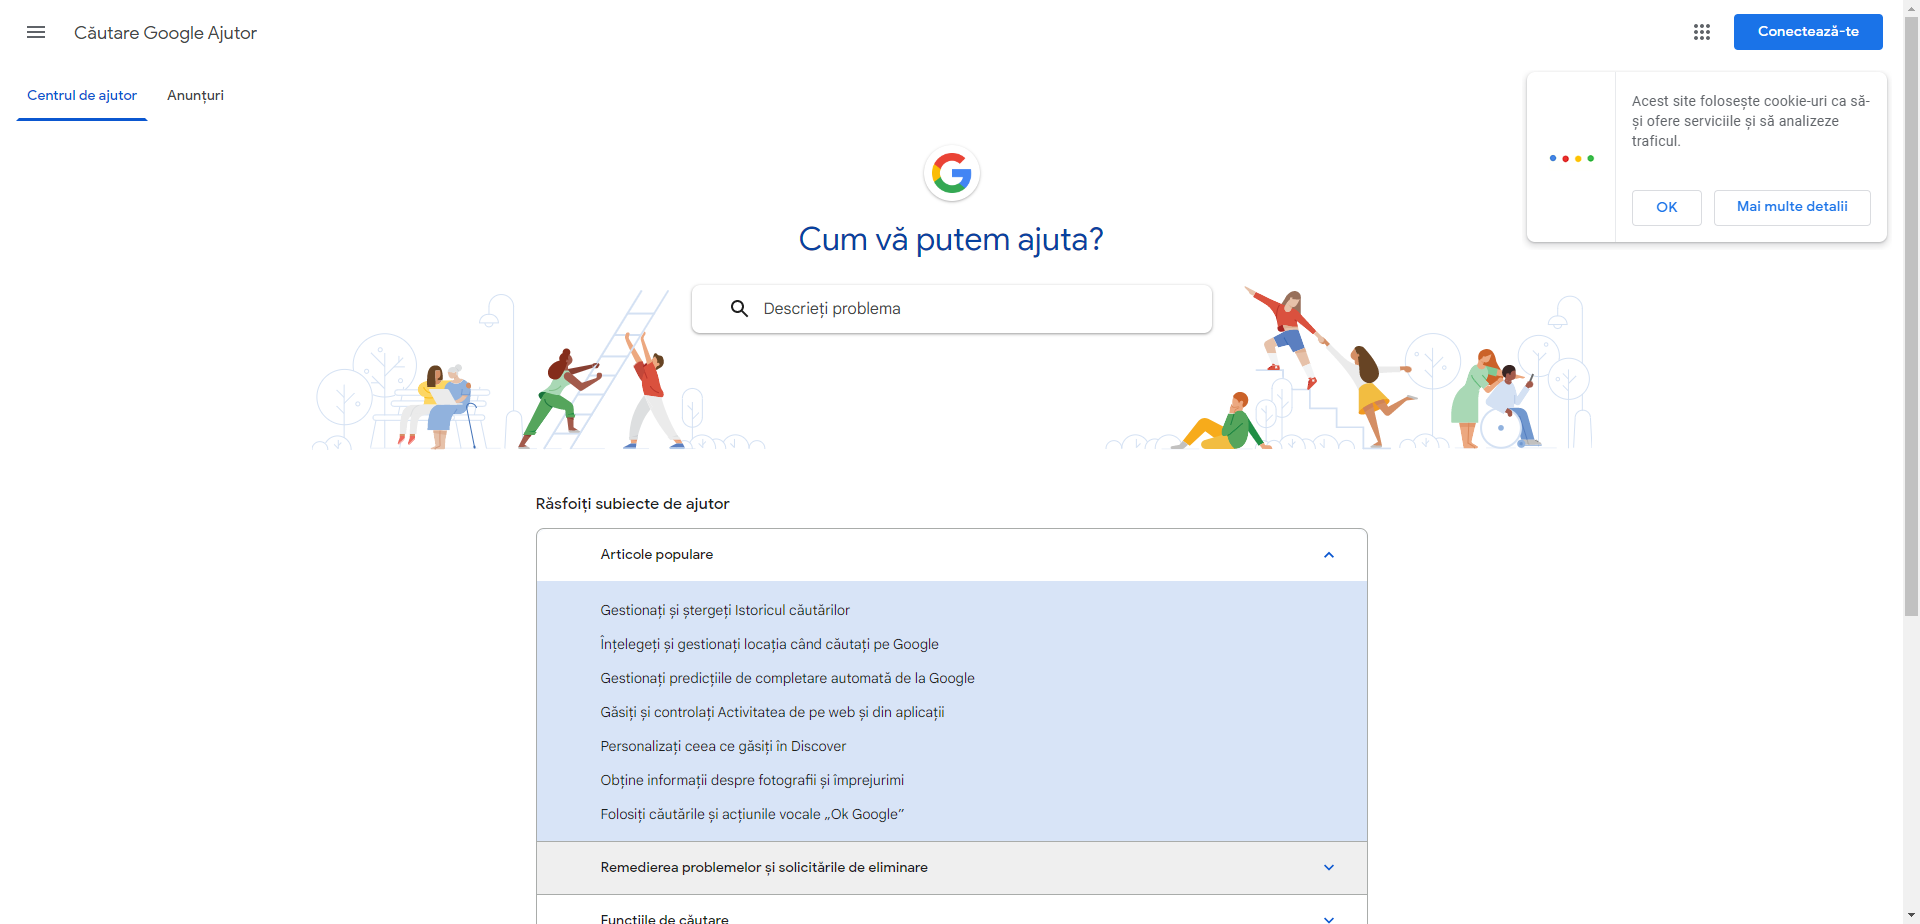 Căutare Google Ajutor
Conectează-te
Centrul de ajutor
Anunțuri
Acest site folosește cookie-uri ca să-
și ofere serviciile și să analizeze
traficul.
OK
Mai multe detalii
Cum vă putem ajuta?
Descrieți problema
Răsfoiți subiecte de ajutor
Articole populare
Gestionați și ștergeți Istoricul căutărilor
Înțelegeți și gestionați locația când căutați pe Google
Gestionați predicțiile de completare automată de la Google
Găsiți și controlați Activitatea de pe web și din aplicații
Personalizați ceea ce găsiți în Discover
Obține informații despre fotografii și împrejurimi
Folosiți căutările și acțiunile vocale „Ok Google”
Remedierea problemelor și solicitările de eliminare
Funcțiile de căutare